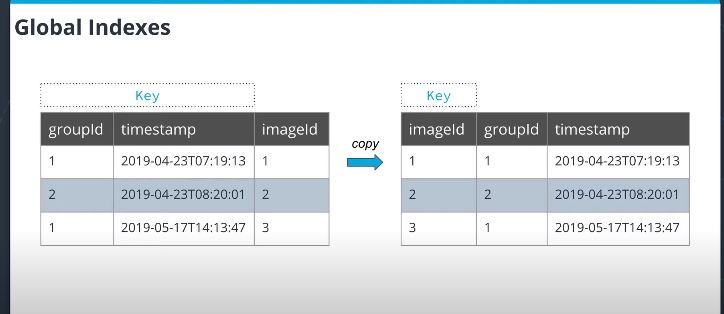 Global Indexes
Key
groupId timestamp imageId
1 2019-04-23T07:19:13 1
2 2019-04-23T08:20:01 2
1 2019-05-17T14:13:47 3
copy
Key
imageId groupId timestamp
1 1 2019-04-23T07:19:13
2 2 2019-04-23T08:20:01
3 1 2019-05-17T14:13:47